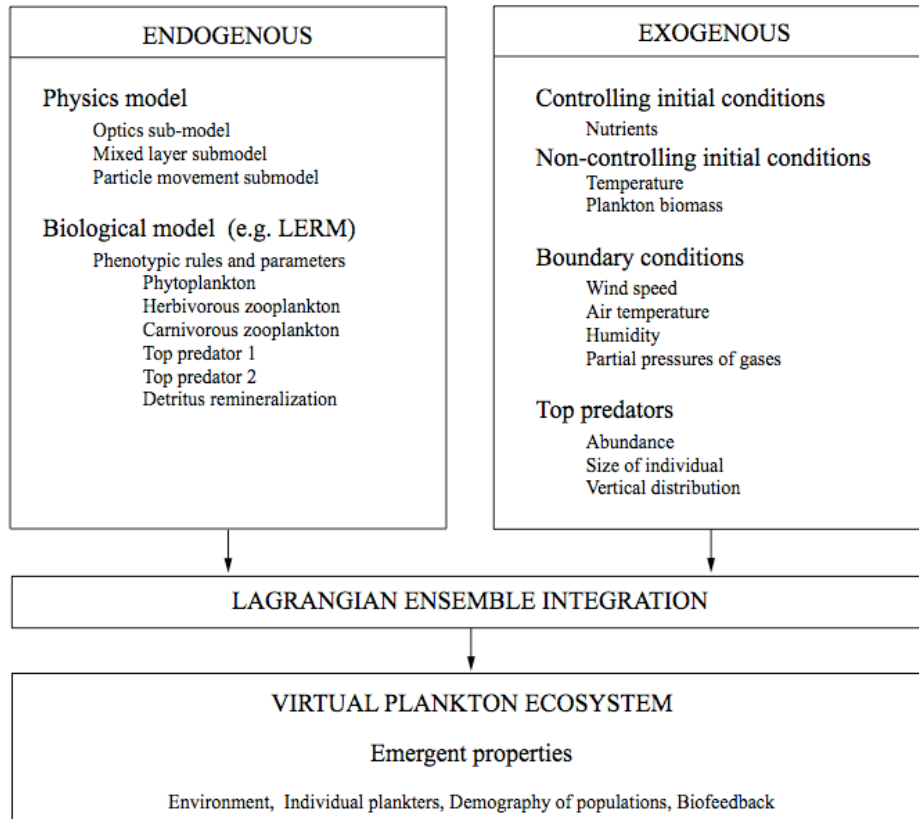 ENDOGENOUS
Physics model
Optics sub-model
Mixed layer submodel
Particle movement submodel
Biological model (e.g. LERM)
Phenotypic rules and parameters
Phytoplankton
Herbivorous zooplankton
Carnivorous zooplankton
Top predator 1
Top predator 2
Detritus remineralization
EXOGENOUS
Controlling initial conditions
Nutrients
Non-controlling initial conditions
Temperature
Plankton biomass
Boundary conditions
Wind speed
Air temperature
Humidity
Partial pressures of gases
Top predators
Abundance
Size of individual
Vertical distribution
LAGRANGIAN ENSEMBLE INTEGRATION
VIRTUAL PLANKTON ECOSYSTEM
Emergent properties
Environment, Individual plankters, Demography of populations, Biofeedback